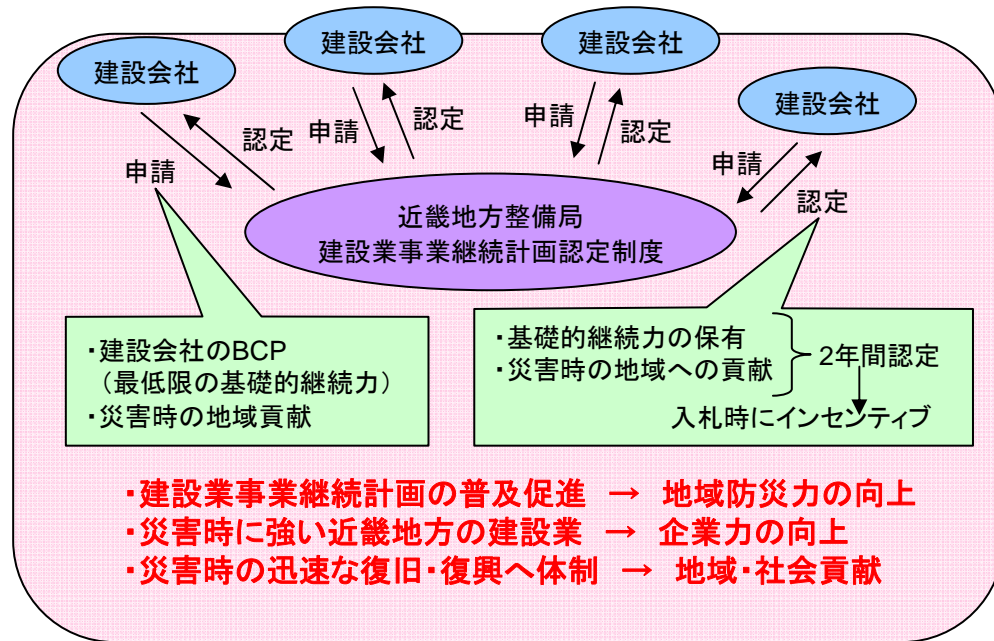 建設会社
建設会社
建設会社
建設会社
申請
認定
申請
認定
申請
認定
申請
認定
近畿地方整備局
建設業事業継続計画認定制度
・建設会社のBCP
（最低限の基礎的継続力）
・災害時の地域貢献
・基礎的継続力の保有
・災害時の地域への貢献
2年間認定
入札時にインセンティブ
・建設業事業継続計画の普及促進 → 地域防災力の向上
・災害時に強い近畿地方の建設業 → 企業力の向上
・災害時の迅速な復旧・復興へ体制 → 地域・社会貢献